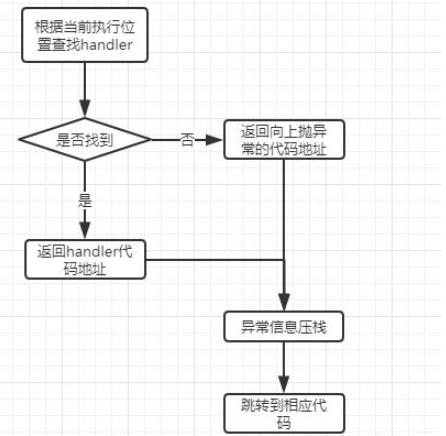 根据当前执行位
置查找handler
是否找到
否
返回向上抛异
常的代码地址
是
返回handler代
码地址
异常信息压栈
跳转到相应代
码